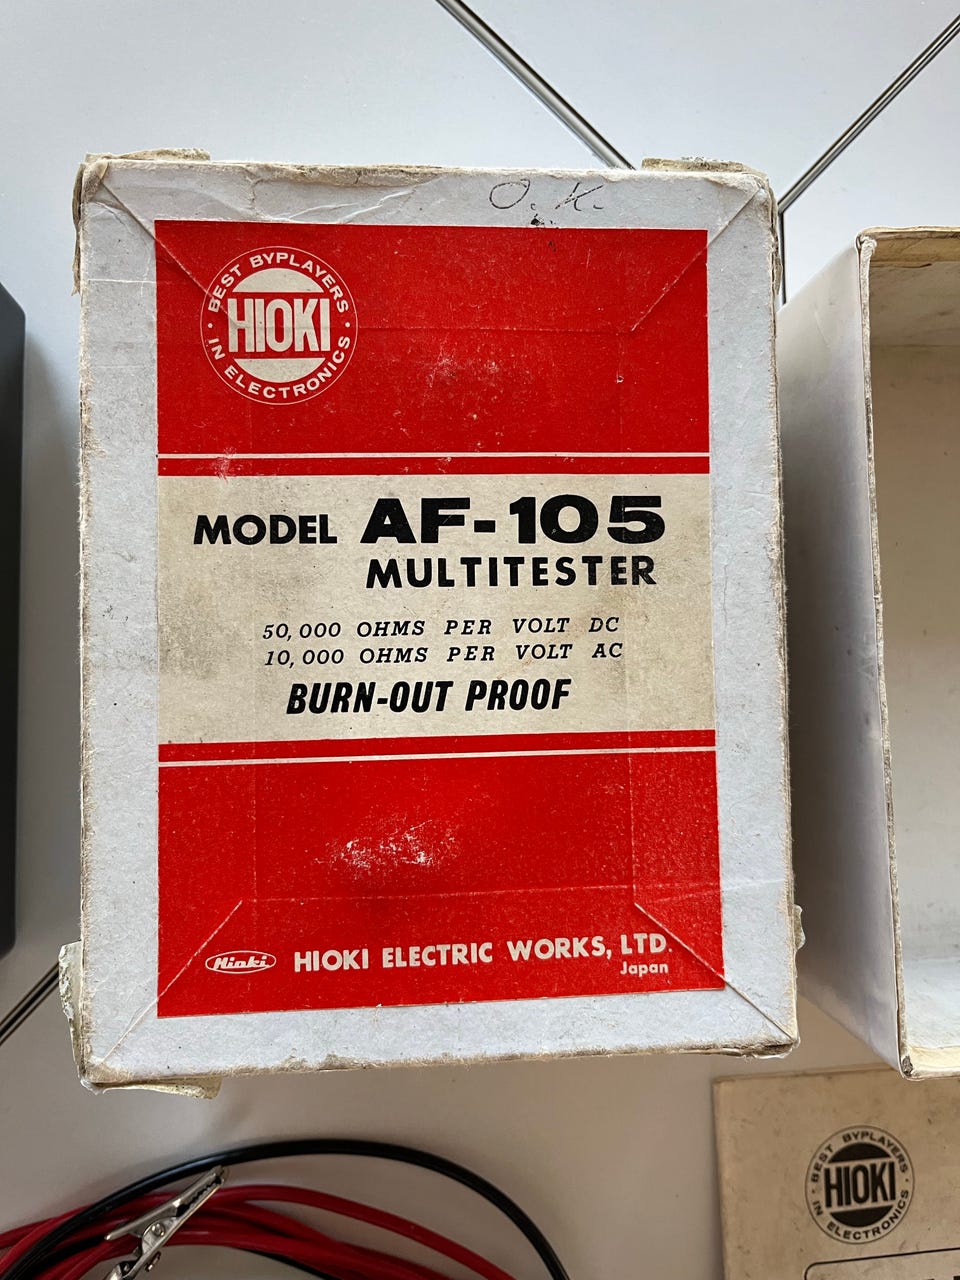 O.K.
BEST BYPLAYERS
HIOKI
IN ELECTRONICS
MODEL AF-105
MULTITESTER
50,000 OHMS PER VOLT DC
10,000 OHMS PER VOLT AC
BURN-OUT PROOF
Hioki HIOKI ELECTRIC WORKS, LTD.
Japan
BEST BYPLAYERS
HIOKI
IN ELECTRONICS